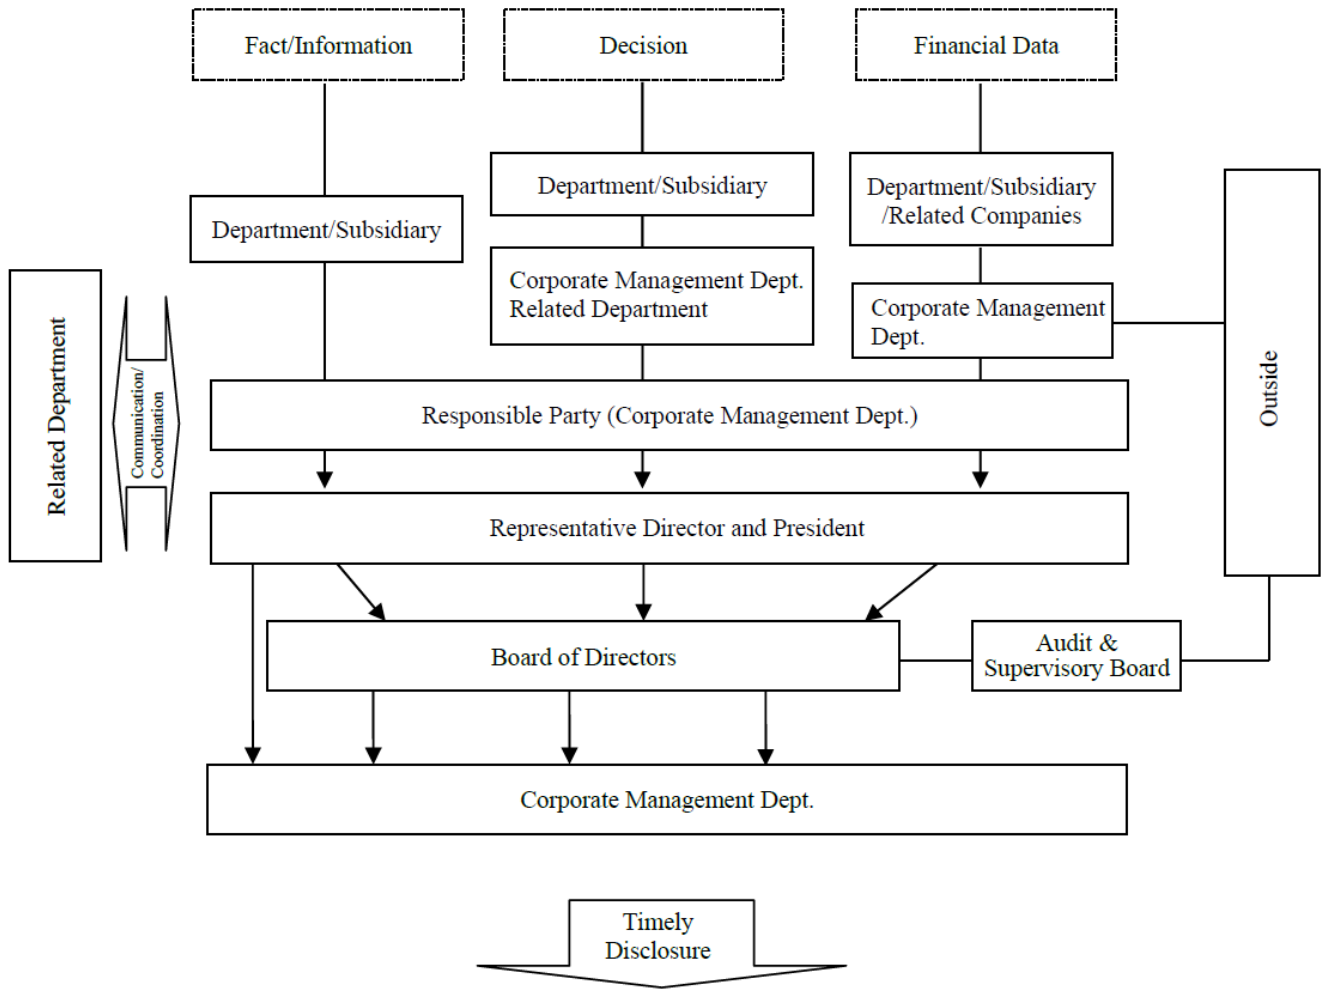 Fact/Information
Decision
Financial Data
Department/Subsidiary
Department/Subsidiary
/Related Companies
Department/Subsidiary
Corporate Management Dept.
Related Department
Corporate Management
Dept.
Related Department
Communication/
Coordination
Outside
Responsible Party (Corporate Management Dept.)
Representative Director and President
Board of Directors
Audit &
Supervisory Board
Corporate Management Dept.
Timely
Disclosure